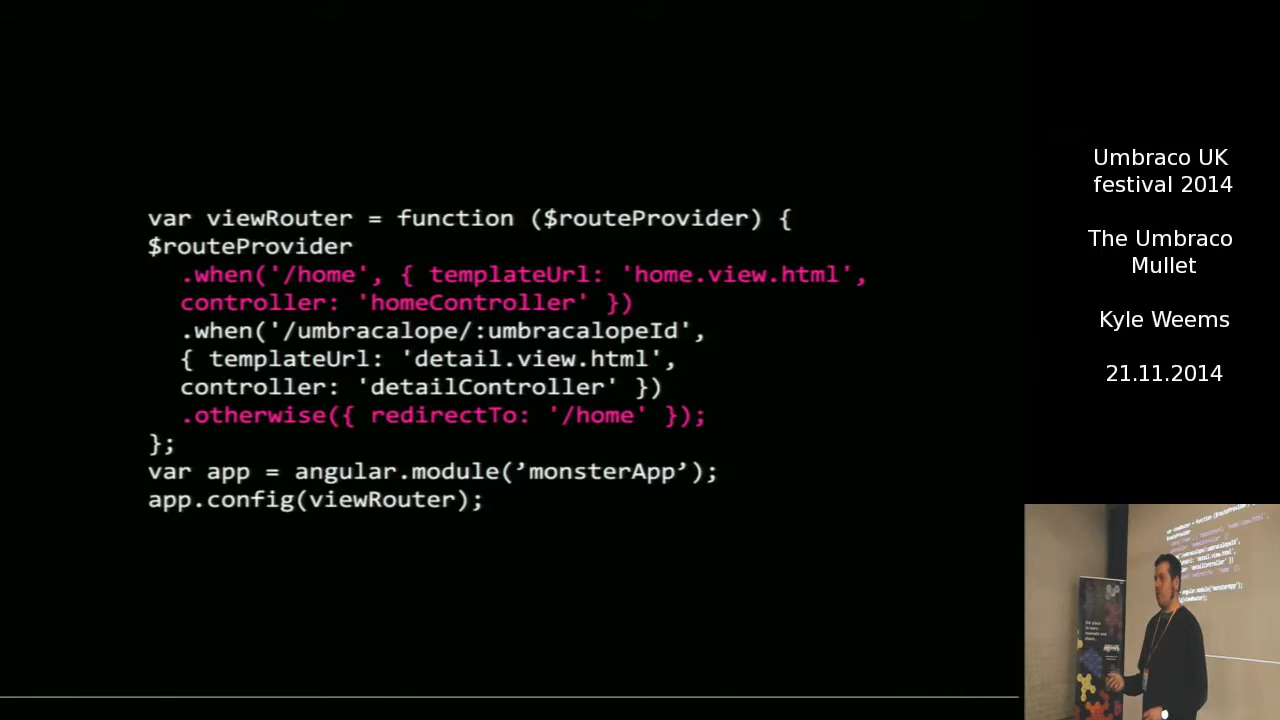 var viewRouter = function ($routeProvider) {
$routeProvider
.when('/home', { templateUrl: 'home.view.html',
controller: 'homeController' })
.when('/umbracalope/:umbracalopeId',
{ templateUrl: 'detail.view.html',
controller: 'detailController' })
.otherwise({ redirectTo: '/home' });
};
var app = angular.module(’monsterApp’);
app.config(viewRouter);
Umbraco UK
festival 2014
The Umbraco
Mullet
Kyle Weems
21.11.2014